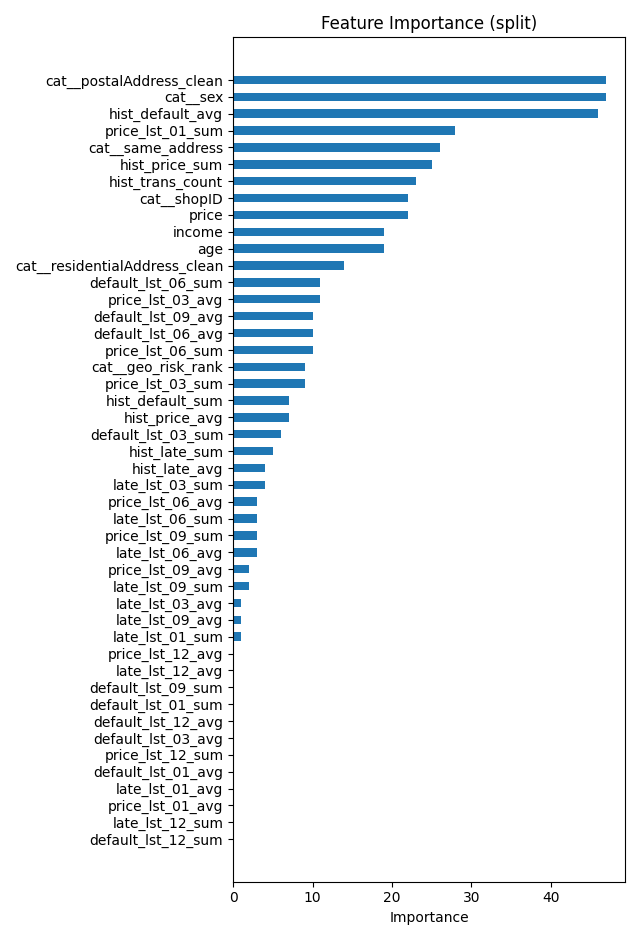 Feature Importance (split)
cat__postalAddress_clean
cat__sex
hist_default_avg
price_lst_01_sum
cat__same_address
hist_price_sum
hist_trans_count
cat__shopID
price
income
age
cat__residentialAddress_clean
default_lst_06_sum
price_lst_03_avg
default_lst_09_avg
default_lst_06_avg
price_lst_06_sum
cat__geo_risk_rank
price_lst_03_sum
hist_default_sum
hist_price_avg
default_lst_03_sum
hist_late_sum
hist_late_avg
late_lst_03_sum
price_lst_06_avg
late_lst_06_sum
price_lst_09_sum
late_lst_06_avg
price_lst_09_avg
late_lst_09_sum
late_lst_03_avg
late_lst_09_avg
late_lst_01_sum
price_lst_12_avg
late_lst_12_avg
default_lst_09_sum
default_lst_01_sum
default_lst_12_avg
default_lst_03_avg
price_lst_12_sum
default_lst_01_avg
late_lst_01_avg
price_lst_01_avg
late_lst_12_sum
default_lst_12_sum
0 10 20 30 40
Importance